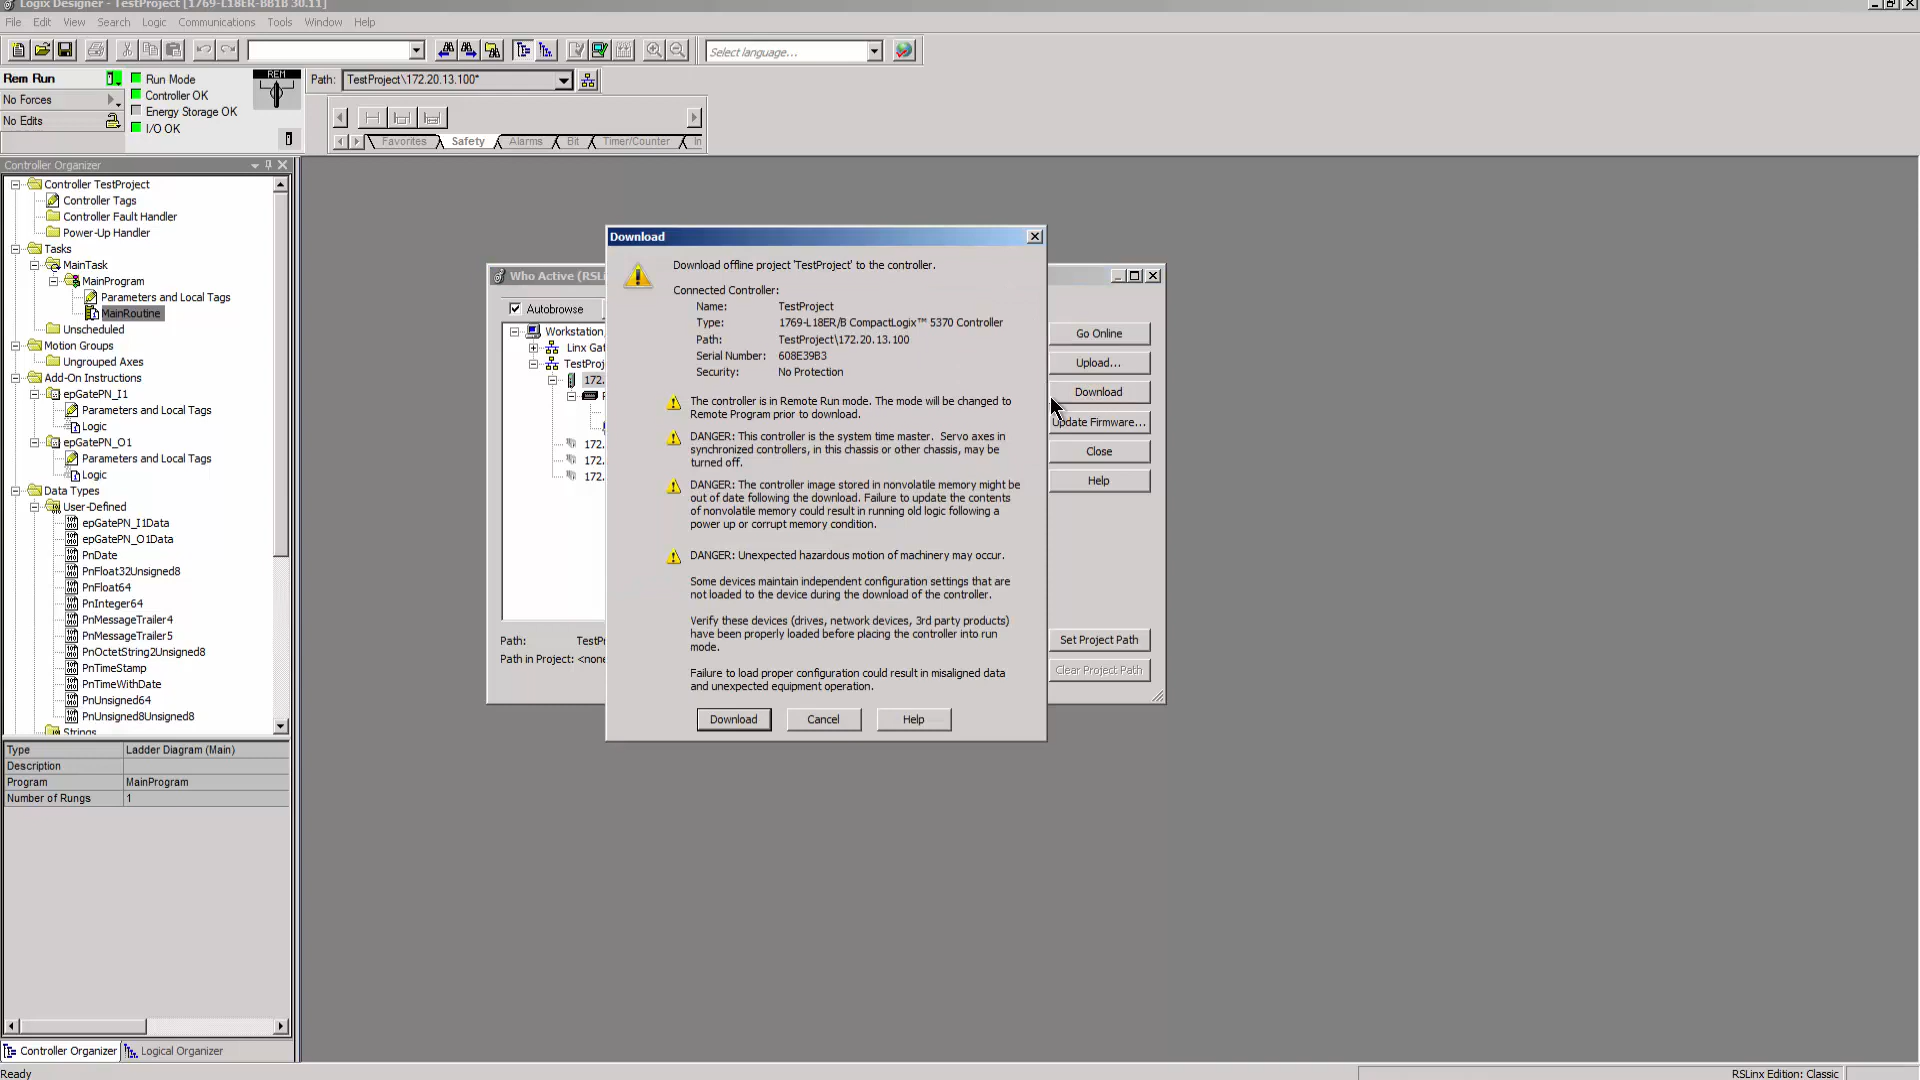 Logix Designer - TestProject [1769-L18ER-BB1B 30.11]
File Edit View Search Logic Communications Tools Window Help
Select language...
Rem Run
No Forces
No Edits
Run Mode
Controller OK
Energy Storage OK
I/O OK
REM
Path: TestProject\172.20.13.100*
Favorites Safety Alarms Bit Timer/Counter In
Controller Organizer
Controller TestProject
Controller Tags
Controller Fault Handler
Power-Up Handler
Tasks
MainTask
MainProgram
Parameters and Local Tags
MainRoutine
Unscheduled
Motion Groups
Ungrouped Axes
Add-On Instructions
epGatePN_I1
Parameters and Local Tags
Logic
epGatePN_O1
Parameters and Local Tags
Logic
Data Types
User-Defined
epGatePN_I1Data
epGatePN_O1Data
PnDate
PnFloat32Unsigned8
PnFloat64
PnInteger64
PnMessageTrailer4
PnMessageTrailer5
PnOctetString2Unsigned8
PnTimeStamp
PnTimeWithDate
PnUnsigned64
PnUnsigned8Unsigned8
Strings
Type Ladder Diagram (Main)
Description
Program MainProgram
Number of Rungs 1
Controller Organizer Logical Organizer
Ready
RSLinx Edition: Classic
Who Active (RSLi
Autobrowse
Workstation,
Linx Gat
TestProj
172.
172.
172.
172.
Path: TestPr
Path in Project: <none
Go Online
Upload...
Download
Update Firmware...
Close
Help
Set Project Path
Clear Project Path
Download
Download offline project 'TestProject' to the controller.
Connected Controller:
Name: TestProject
Type: 1769-L18ER/B CompactLogix™ 5370 Controller
Path: TestProject\172.20.13.100
Serial Number: 608E39B3
Security: No Protection
The controller is in Remote Run mode. The mode will be changed to
Remote Program prior to download.
DANGER: This controller is the system time master. Servo axes in
synchronized controllers, in this chassis or other chassis, may be
turned off.
DANGER: The controller image stored in nonvolatile memory might be
out of date following the download. Failure to update the contents
of nonvolatile memory could result in running old logic following a
power up or corrupt memory condition.
DANGER: Unexpected hazardous motion of machinery may occur.
Some devices maintain independent configuration settings that are
not loaded to the device during the download of the controller.
Verify these devices (drives, network devices, 3rd party products)
have been properly loaded before placing the controller into run
mode.
Failure to load proper configuration could result in misaligned data
and unexpected equipment operation.
Download Cancel Help